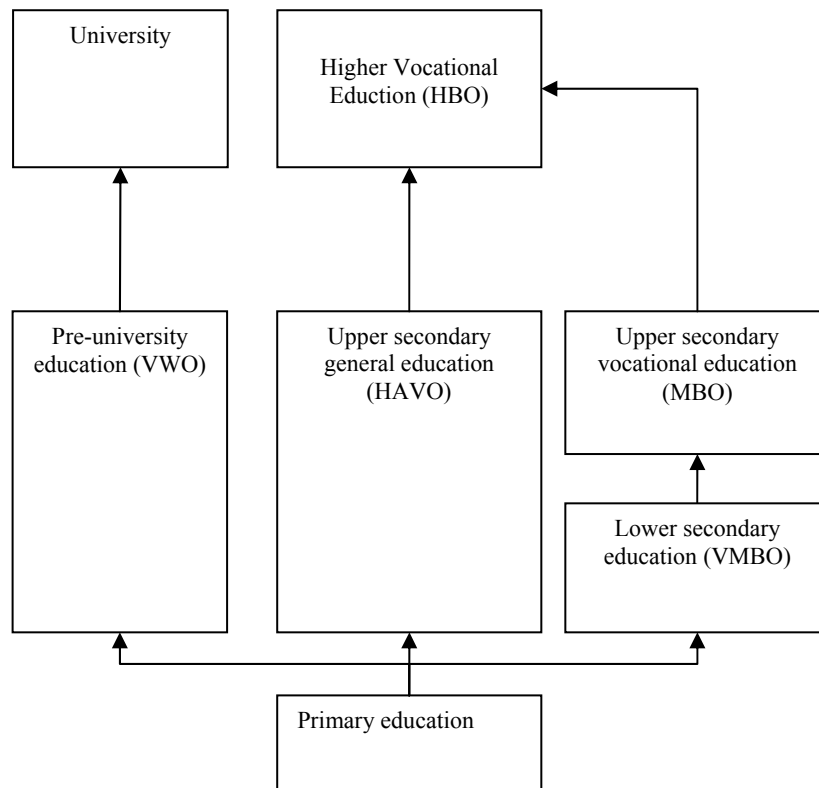 University
Higher Vocational
Eduction (HBO)
Pre-university
education (VWO)
Upper secondary
general education
(HAVO)
Upper secondary
vocational education
(MBO)
Lower secondary
education (VMBO)
Primary education